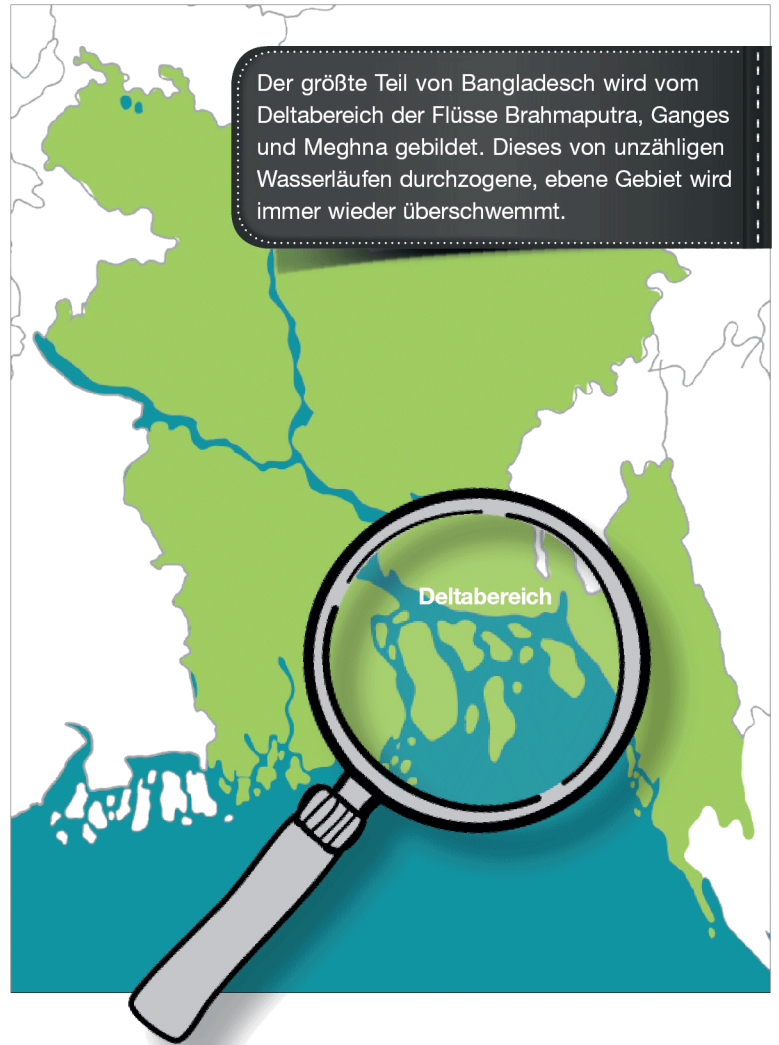 Der größte Teil von Bangladesch wird vom
Deltabereich der Flüsse Brahmaputra, Ganges
und Meghna gebildet. Dieses von unzähligen
Wasserläufen durchzogene, ebene Gebiet wird
immer wieder überschwemmt.
Deltabereich